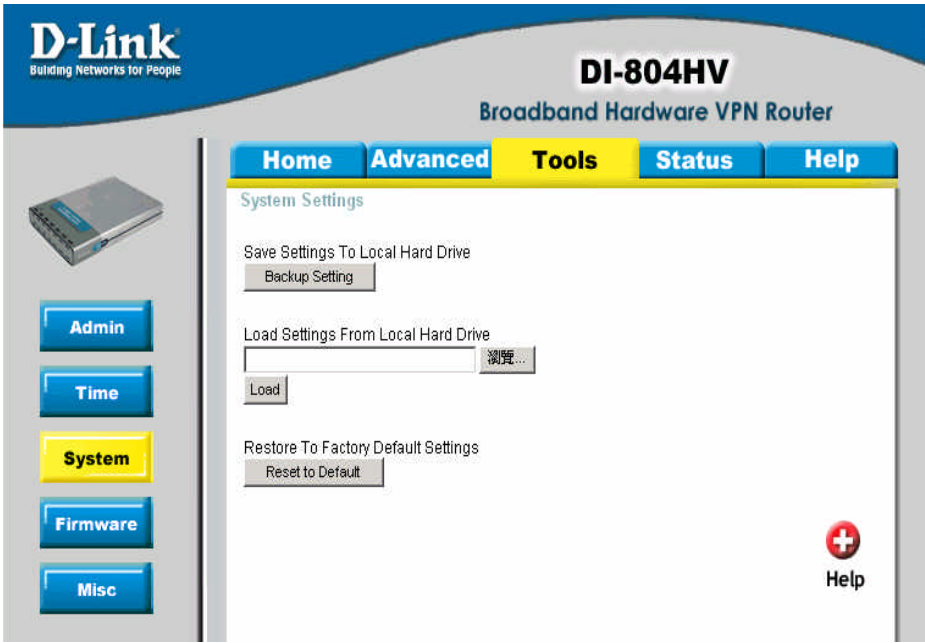 D-Link
Building Networks for People
DI-804HV
Broadband Hardware VPN Router
Home
Advanced
Tools
Status
Help
System Settings
Save Settings To Local Hard Drive
Backup Setting
Load Settings From Local Hard Drive
瀏覽...
Load
Restore To Factory Default Settings
Reset to Default
Admin
Time
System
Firmware
Misc
Help